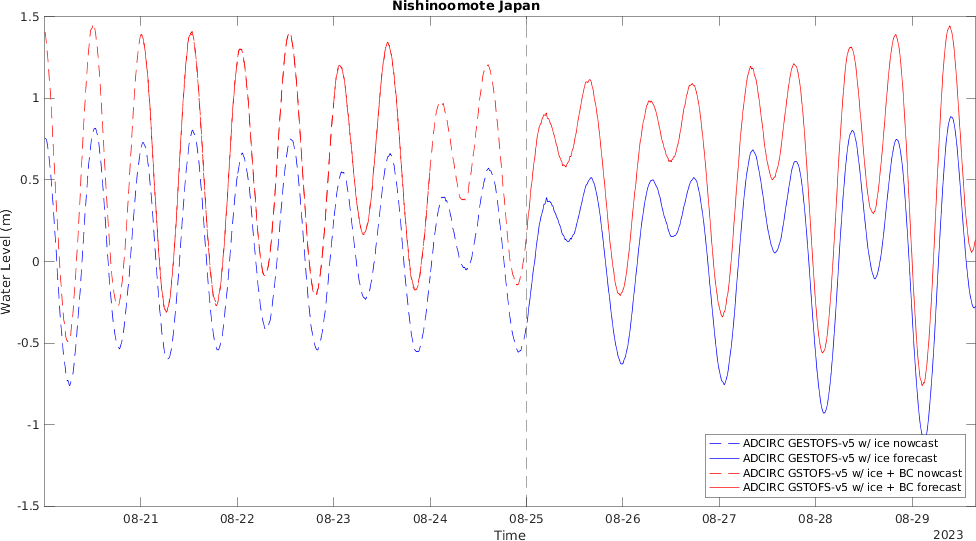 Nishinoomote Japan
1.5
1
0.5
0
-0.5
-1
-1.5
Water Level (m)
08-21 08-22 08-23 08-24 08-25 08-26 08-27 08-28 08-29
Time
2023
ADCIRC GESTOFS-v5 w/ ice nowcast
ADCIRC GESTOFS-v5 w/ ice forecast
ADCIRC GSTOFS-v5 w/ ice + BC nowcast
ADCIRC GSTOFS-v5 w/ ice + BC forecast